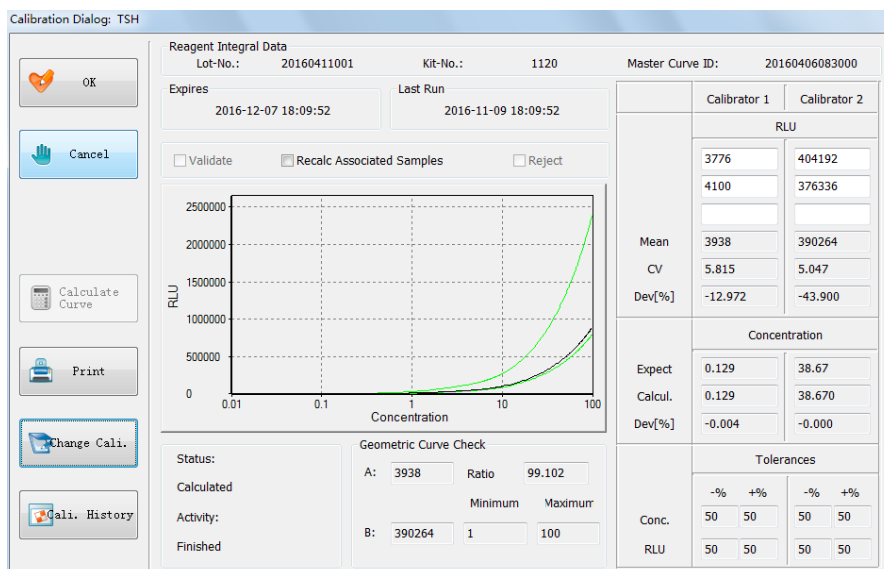 Calibration Dialog: TSH
OK
Cancel
Calculate
Curve
Print
Change Cali.
Cali. History
Reagent Integral Data
Lot-No.: 20160411001 Kit-No.: 1120 Master Curve ID: 20160406083000
Expires
2016-12-07 18:09:52
Last Run
2016-11-09 18:09:52
Validate Recalc Associated Samples Reject
RLU
2500000
2000000
1500000
1000000
500000
0
0.01 0.1 1 10 100
Concentration
Status:
Calculated
Activity:
Finished
Geometric Curve Check
A: 3938 Ratio 99.102
Minimum Maximum
B: 390264 1 100
Calibrator 1 Calibrator 2
RLU
3776 404192
4100 376336
Mean 3938 390264
CV 5.815 5.047
Dev[%] -12.972 -43.900
Concentration
Expect 0.129 38.67
Calcul. 0.129 38.670
Dev[%] -0.004 -0.000
Tolerances
-% +% -% +%
Conc. 50 50 50 50
RLU 50 50 50 50